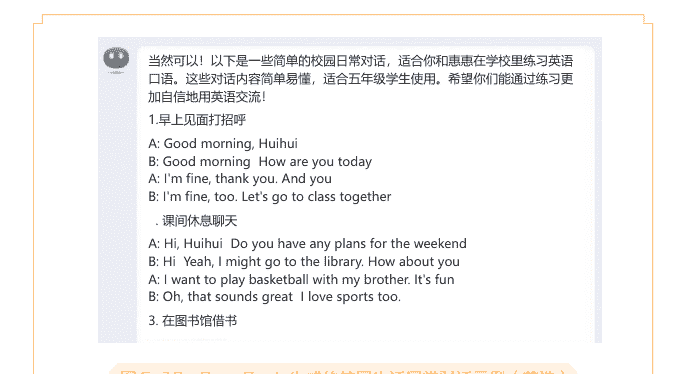 当然可以！以下是一些简单的校园日常对话，适合你和惠惠在学校里练习英语
口语。这些对话内容简单易懂，适合五年级学生使用。希望你们能通过练习更
加自信地用英语交流！
1.早上见面打招呼
A: Good morning, Huihui
B: Good morning  How are you today
A: I'm fine, thank you. And you
B: I'm fine, too. Let's go to class together
. 课间休息聊天
A: Hi, Huihui  Do you have any plans for the weekend
B: Hi  Yeah, I might go to the library. How about you
A: I want to play basketball with my brother. It's fun
B: Oh, that sounds great  I love sports too.
3. 在图书馆借书